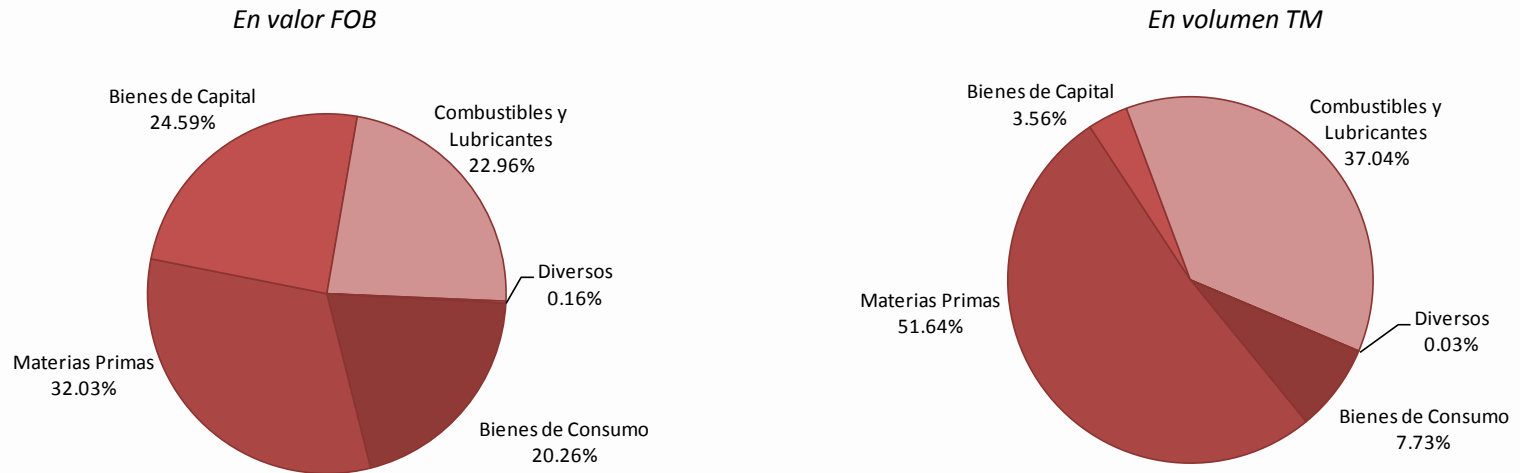 En valor FOB
Bienes de Capital
24.59%
Combustibles y
Lubricantes
22.96%
Diversos
0.16%
Materias Primas
32.03%
Bienes de Consumo
20.26%
En volumen TM
Bienes de Capital
3.56%
Combustibles y
Lubricantes
37.04%
Materias Primas
51.64%
Diversos
0.03%
Bienes de Consumo
7.73%